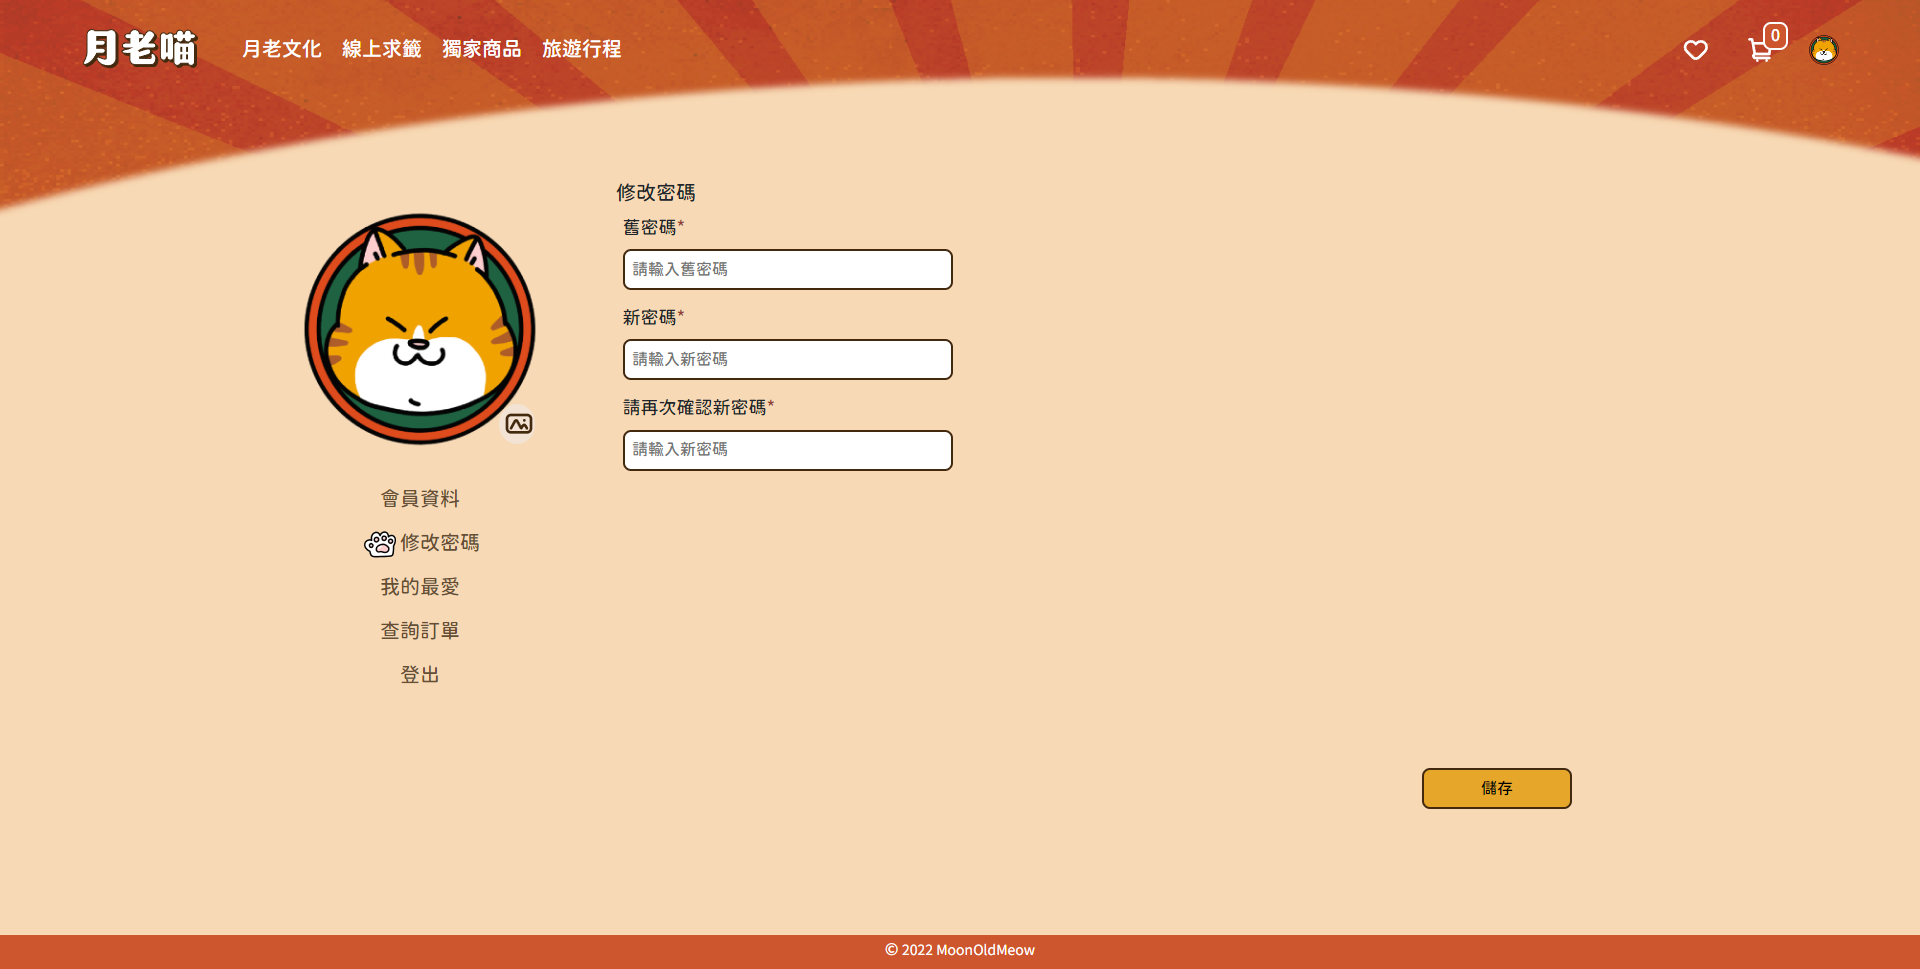 月老喵
月老文化 線上求籤 獨家商品 旅遊行程
0
修改密碼
舊密碼*
請輸入舊密碼
新密碼*
請輸入新密碼
請再次確認新密碼*
請輸入新密碼
會員資料
修改密碼
我的最愛
查詢訂單
登出
儲存
© 2022 MoonOldMeow